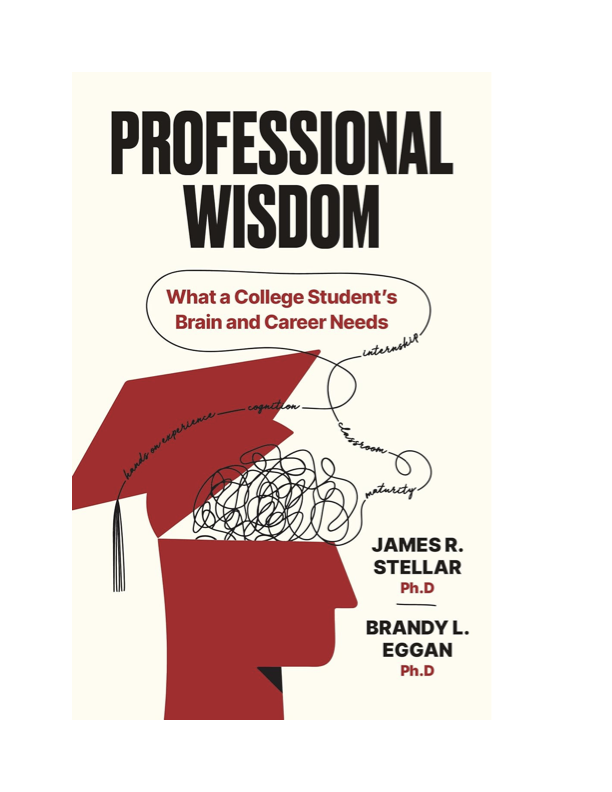 PROFESSIONAL
WISDOM
What a College Student's
Brain and Career Needs
internship
hands on experience
cognition
classroom
maturity
JAMES R.
STELLAR
Ph.D
BRANDY L.
EGGAN
Ph.D